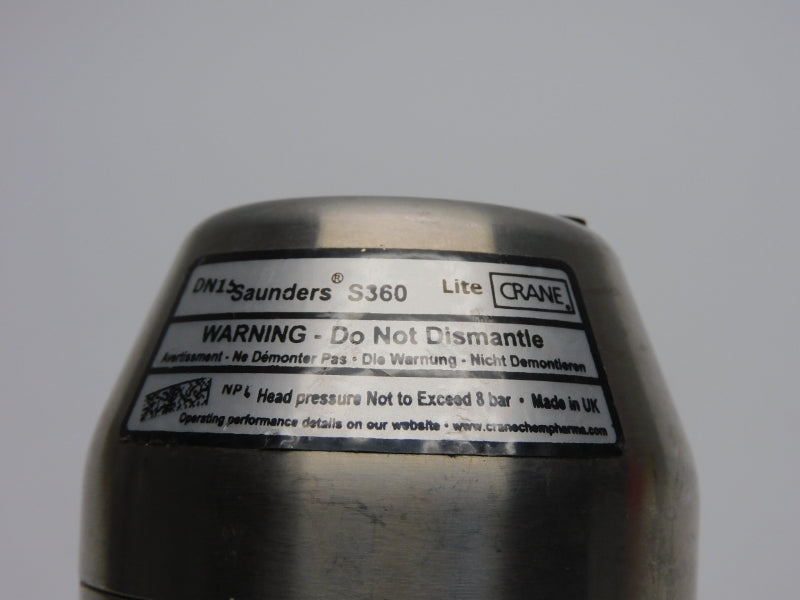 DN15 Saunders® S360 Lite CRANE®
WARNING - Do Not Dismantle
Avertissement - Ne Démonter Pas - Die Warnung - Nicht Demontieren
Head pressure Not to Exceed 8 bar • Made in UK
Operating performance details on our website • www.cranechempharma.com